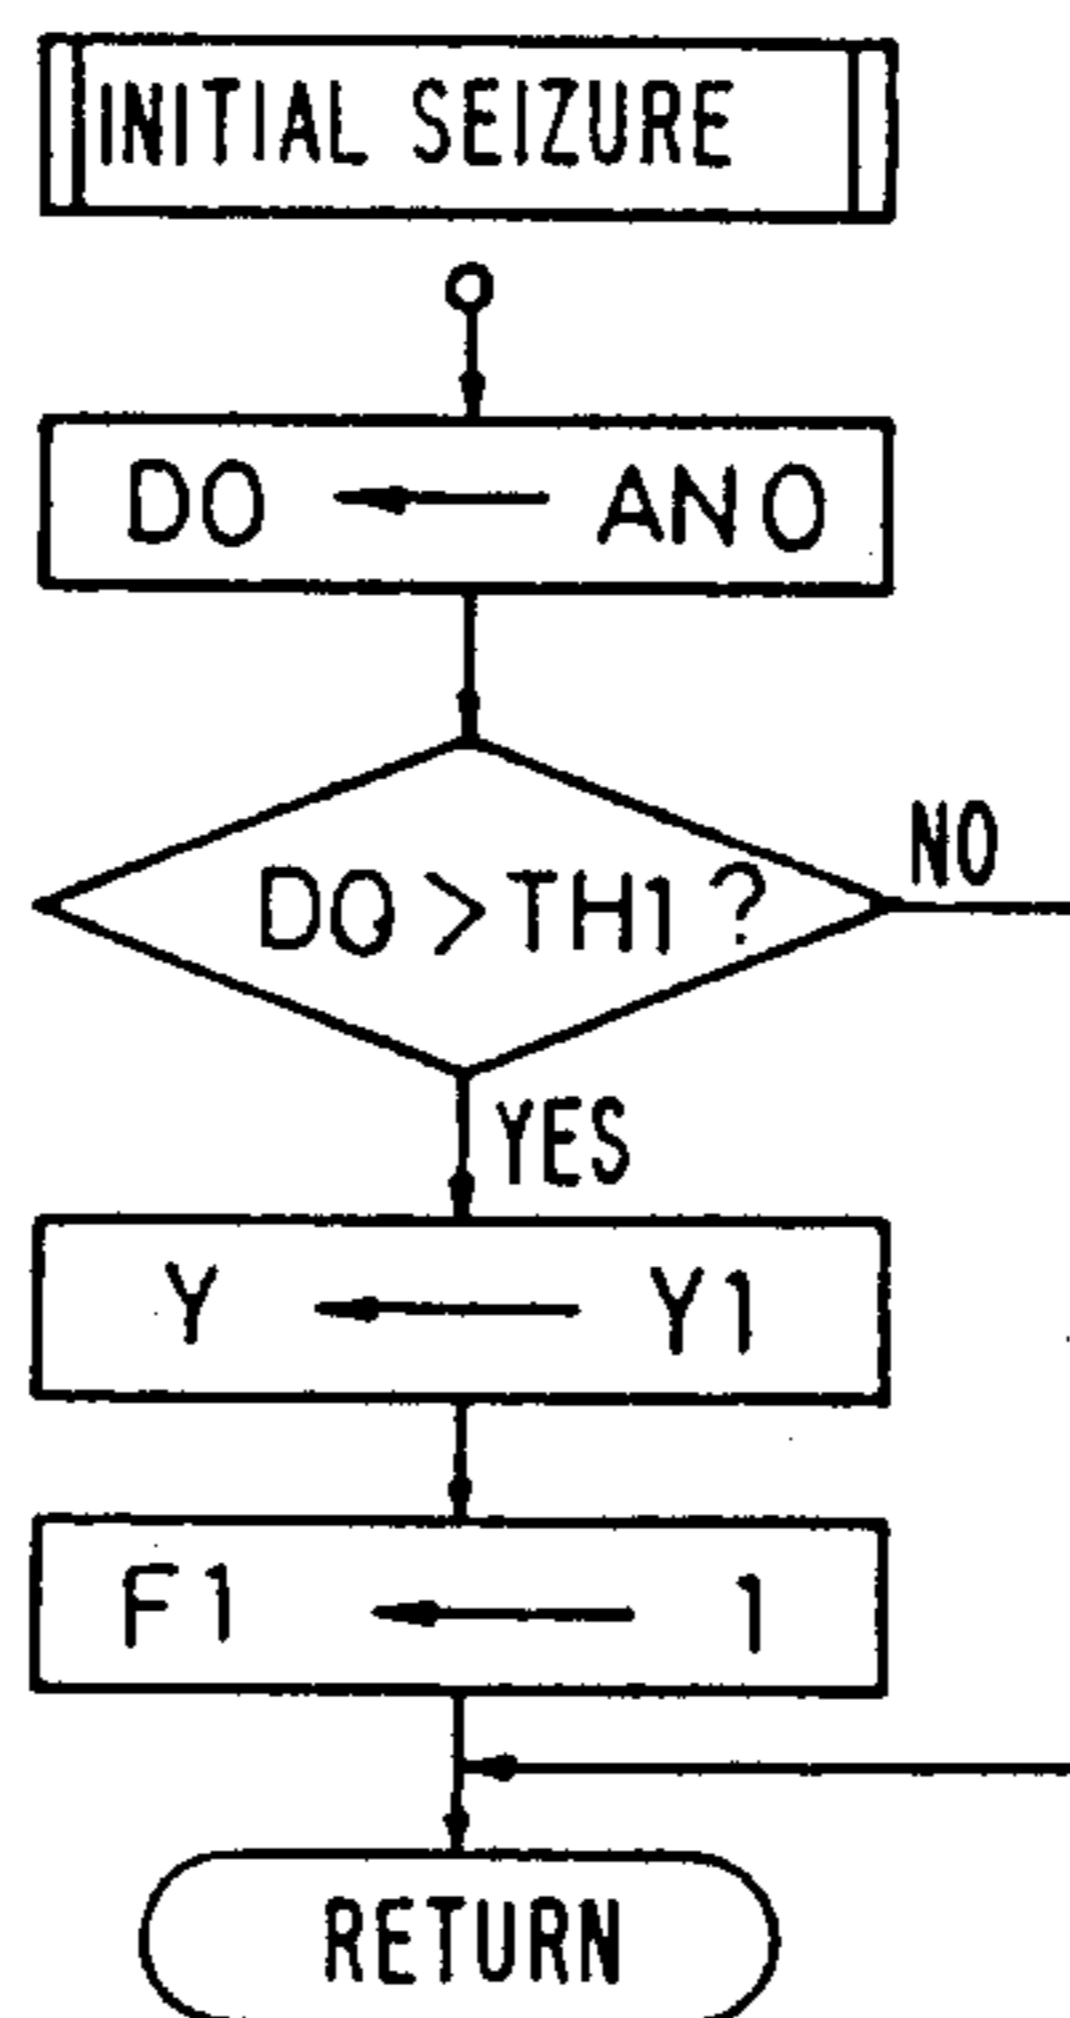 INITIAL SEIZURE
DO ← ANO
DO>TH1?
NO
YES
Y ← Y1
F1 ← 1
RETURN